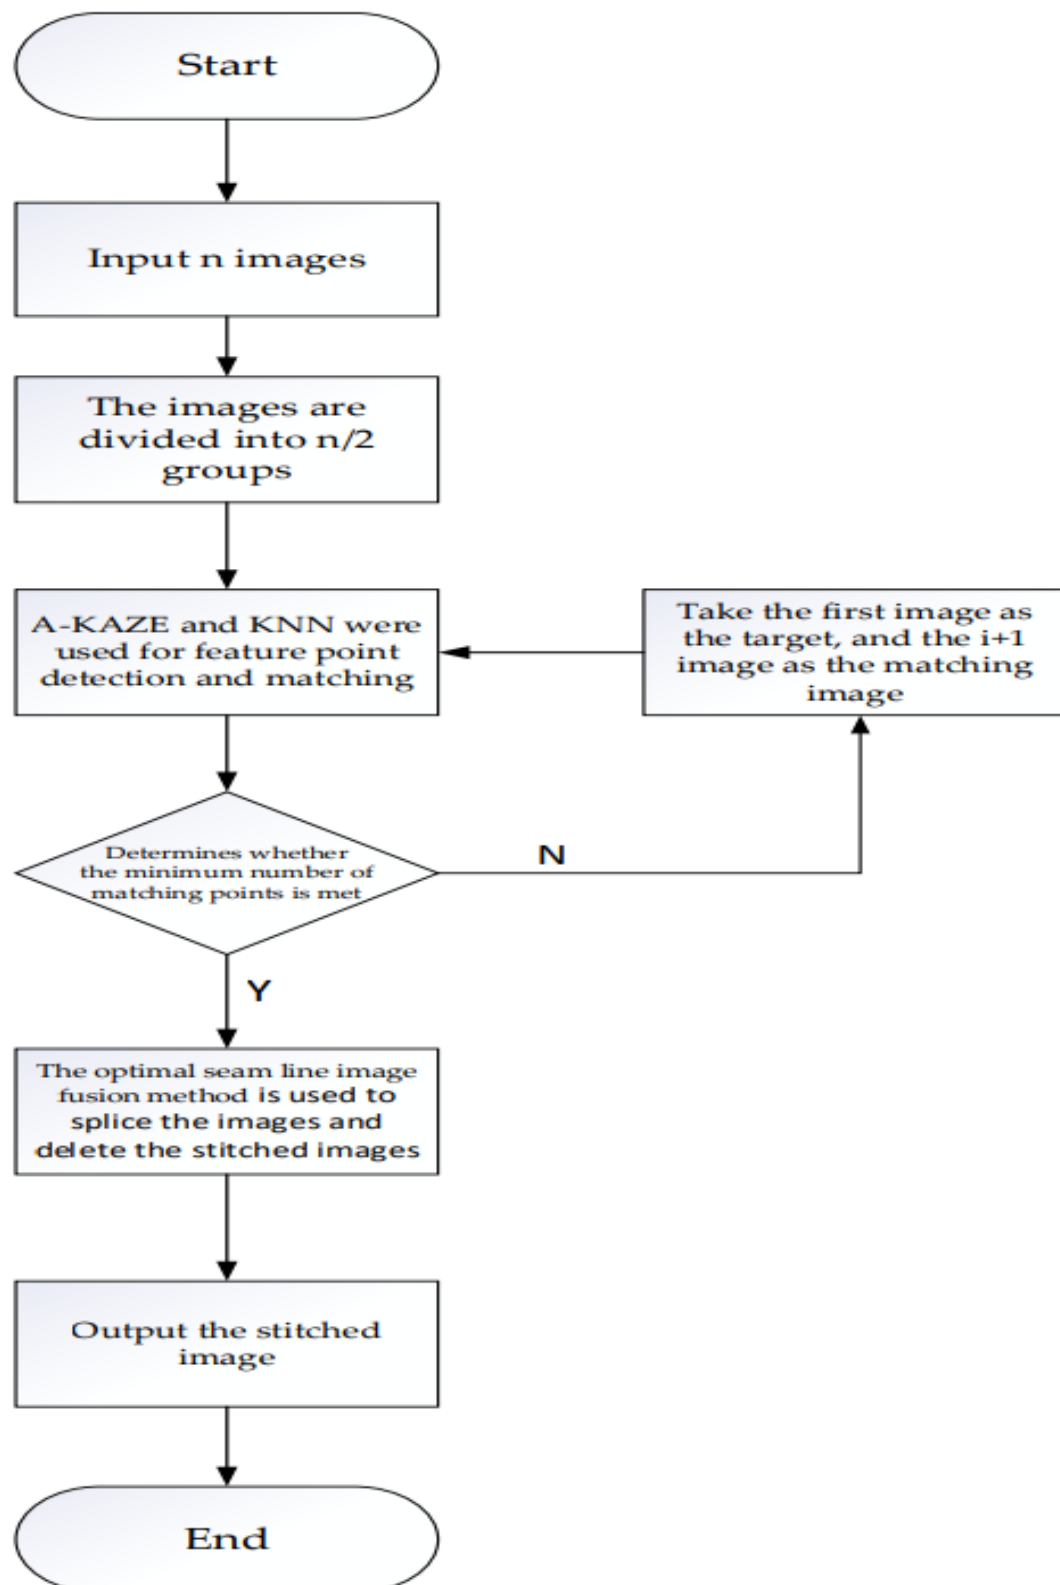 Start
Input n images
The images are
divided into n/2
groups
A-KAZE and KNN were
used for feature point
detection and matching
Take the first image as
the target, and the i+1
image as the matching
image
Determines whether
the minimum number of
matching points is met
N
Y
The optimal seam line image
fusion method is used to
splice the images and
delete the stitched images
Output the stitched
image
End